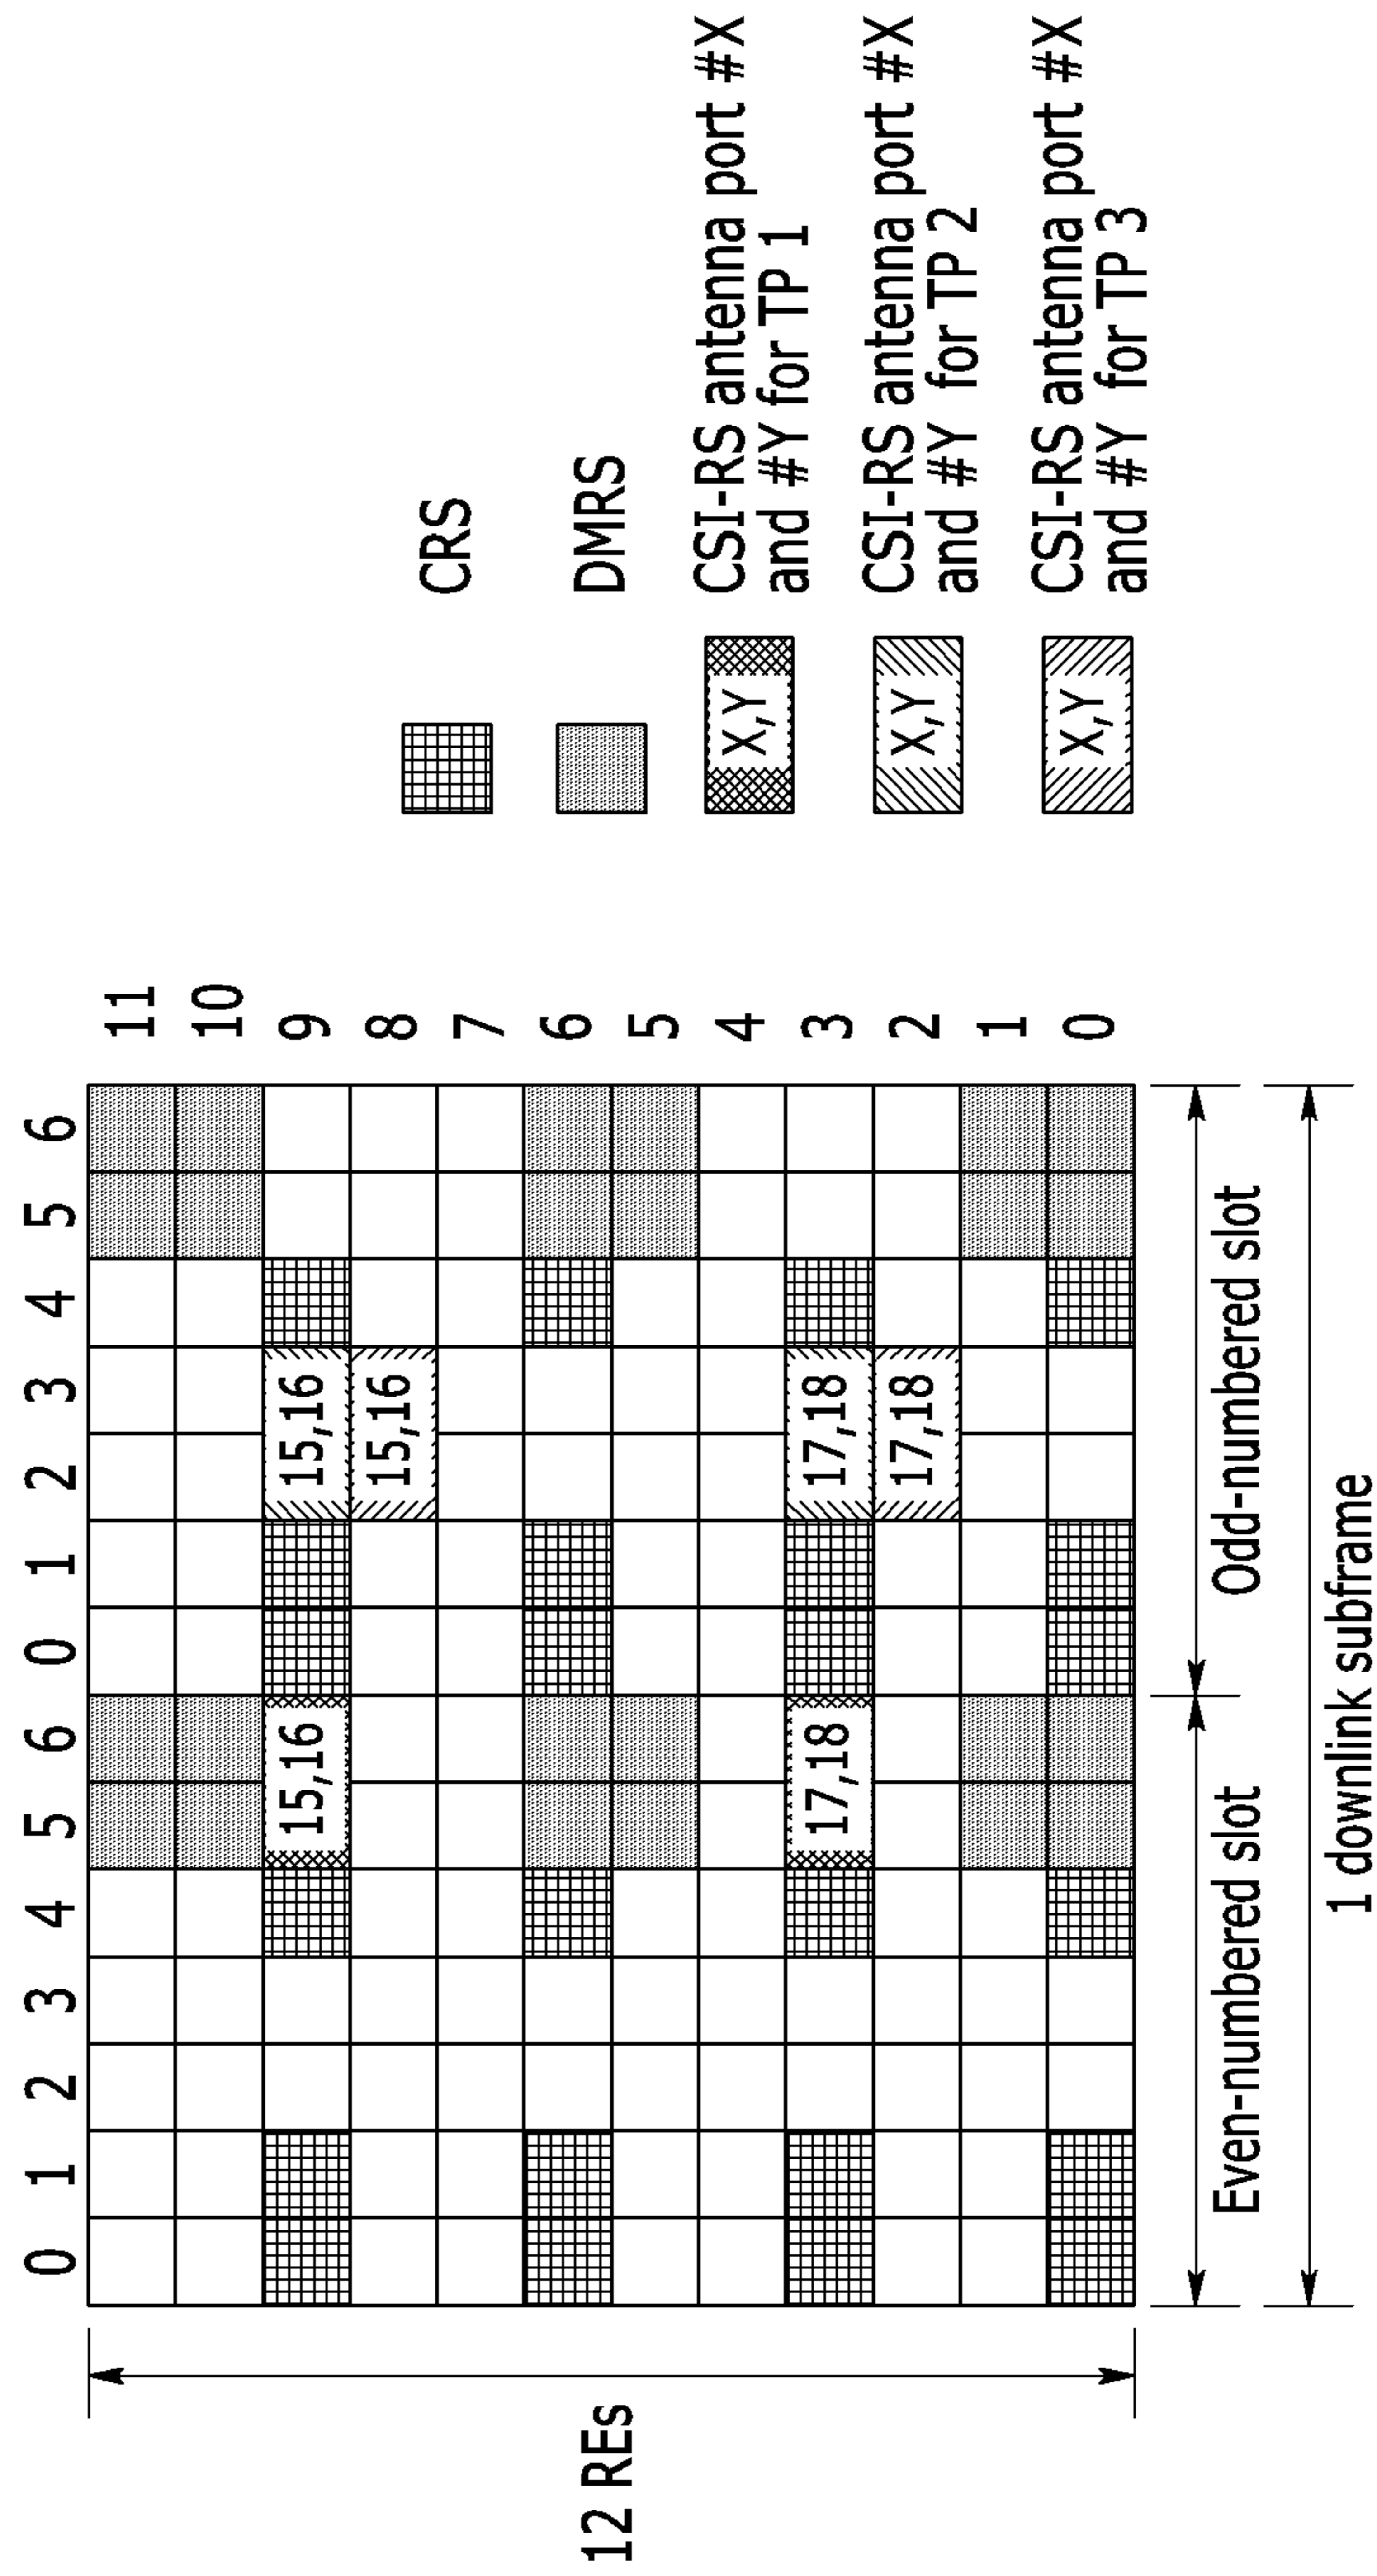 0 1 2 3 4 5 6 0 1 2 3 4 5 6
11
10
15,16 15,16 9
15,16 8
7
12 REs
6
5
4
17,18 17,18 3
17,18 2
1
0
Even-numbered slot Odd-numbered slot
1 downlink subframe
CRS
DMRS
X,Y CSI-RS antenna port #X
and #Y for TP 1
X,Y CSI-RS antenna port #X
and #Y for TP 2
X,Y CSI-RS antenna port #X
and #Y for TP 3